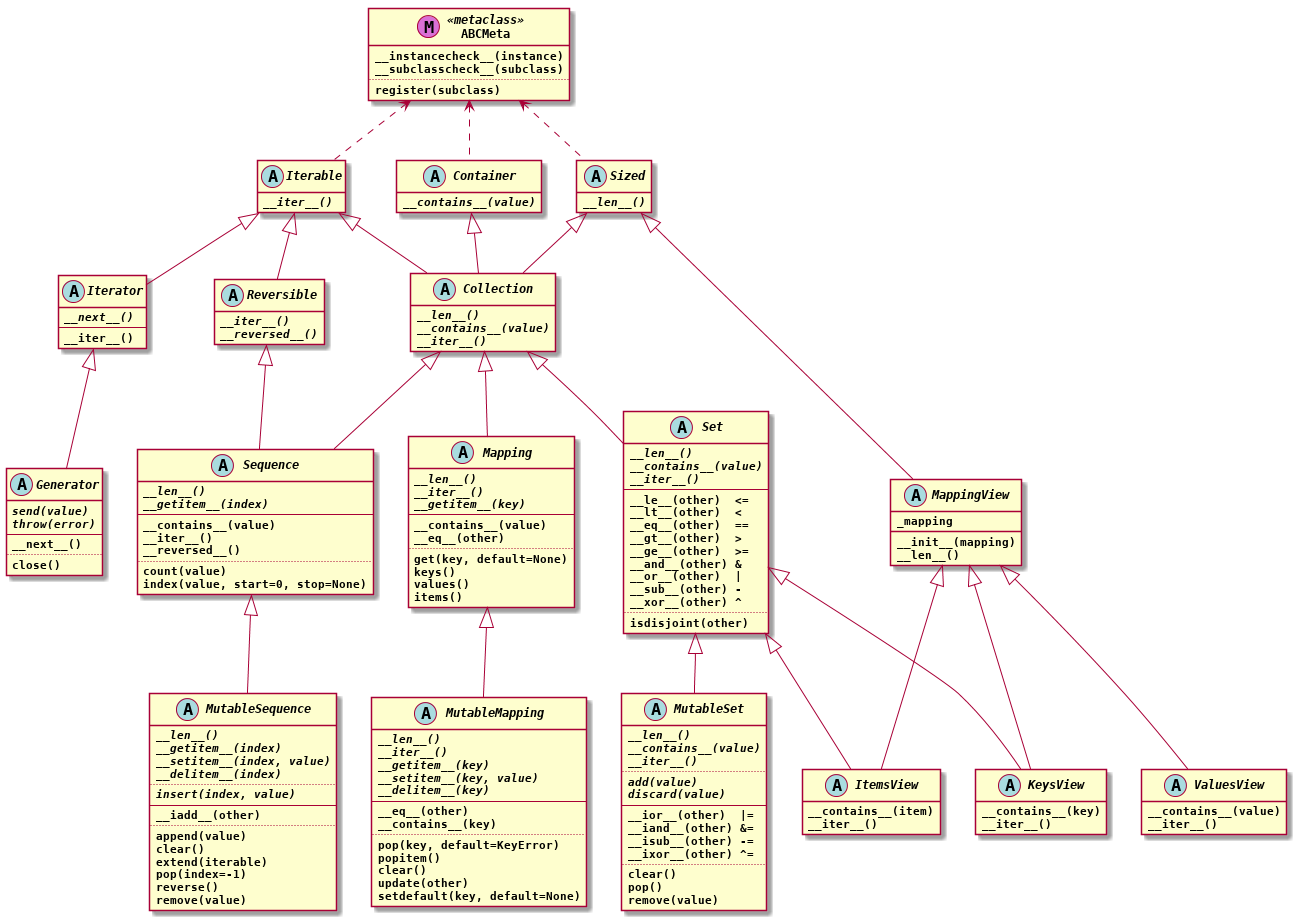 M
«metaclass»
ABCMeta
__instancecheck__(instance)
__subclasscheck__(subclass)
register(subclass)
A Iterable
__iter__()
A Container
__contains__(value)
A Sized
__len__()
A Iterator
__next__()
__iter__()
A Reversible
__iter__()
__reversed__()
A Collection
__len__()
__contains__(value)
__iter__()
A Generator
send(value)
throw(error)
__next__()
close()
A Sequence
__len__()
__getitem__(index)
__contains__(value)
__iter__()
__reversed__()
count(value)
index(value, start=0, stop=None)
A Mapping
__len__()
__iter__()
__getitem__(key)
__contains__(value)
__eq__(other)
get(key, default=None)
keys()
values()
items()
A Set
__len__()
__contains__(value)
__iter__()
__le__(other)  <=
__lt__(other)  <
__eq__(other)  ==
__gt__(other)  >
__ge__(other)  >=
__and__(other) &
__or__(other)  |
__sub__(other) -
__xor__(other) ^
isdisjoint(other)
A MappingView
_mapping
__init__(mapping)
__len__()
A MutableSequence
__len__()
__getitem__(index)
__setitem__(index, value)
__delitem__(index)
insert(index, value)
__iadd__(other)
append(value)
clear()
extend(iterable)
pop(index=-1)
reverse()
remove(value)
A MutableMapping
__len__()
__iter__()
__getitem__(key)
__setitem__(key, value)
__delitem__(key)
__eq__(other)
__contains__(key)
pop(key, default=KeyError)
popitem()
clear()
update(other)
setdefault(key, default=None)
A MutableSet
__len__()
__contains__(value)
__iter__()
add(value)
discard(value)
__ior__(other)  |=
__iand__(other) &=
__isub__(other) -=
__ixor__(other) ^=
clear()
pop()
remove(value)
A ItemsView
__contains__(item)
__iter__()
A KeysView
__contains__(key)
__iter__()
A ValuesView
__contains__(value)
__iter__()